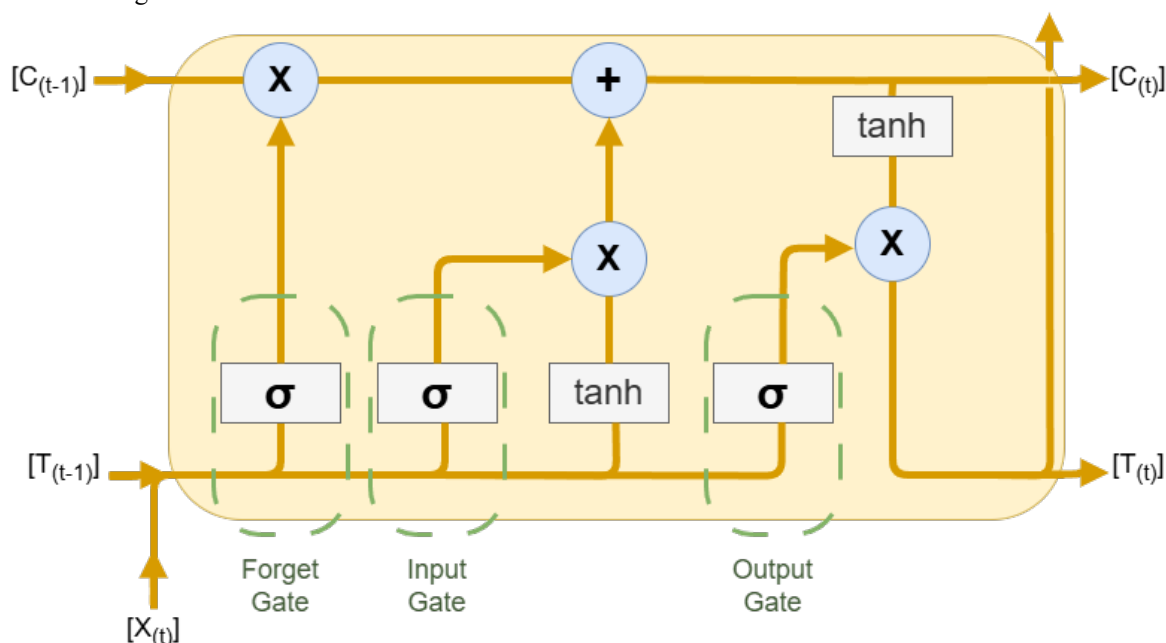 [C(t-1)]
X
+
[C(t)]
tanh
X
X
σ
σ
tanh
σ
[T(t-1)]
[T(t)]
Forget
Gate
Input
Gate
Output
Gate
[X(t)]